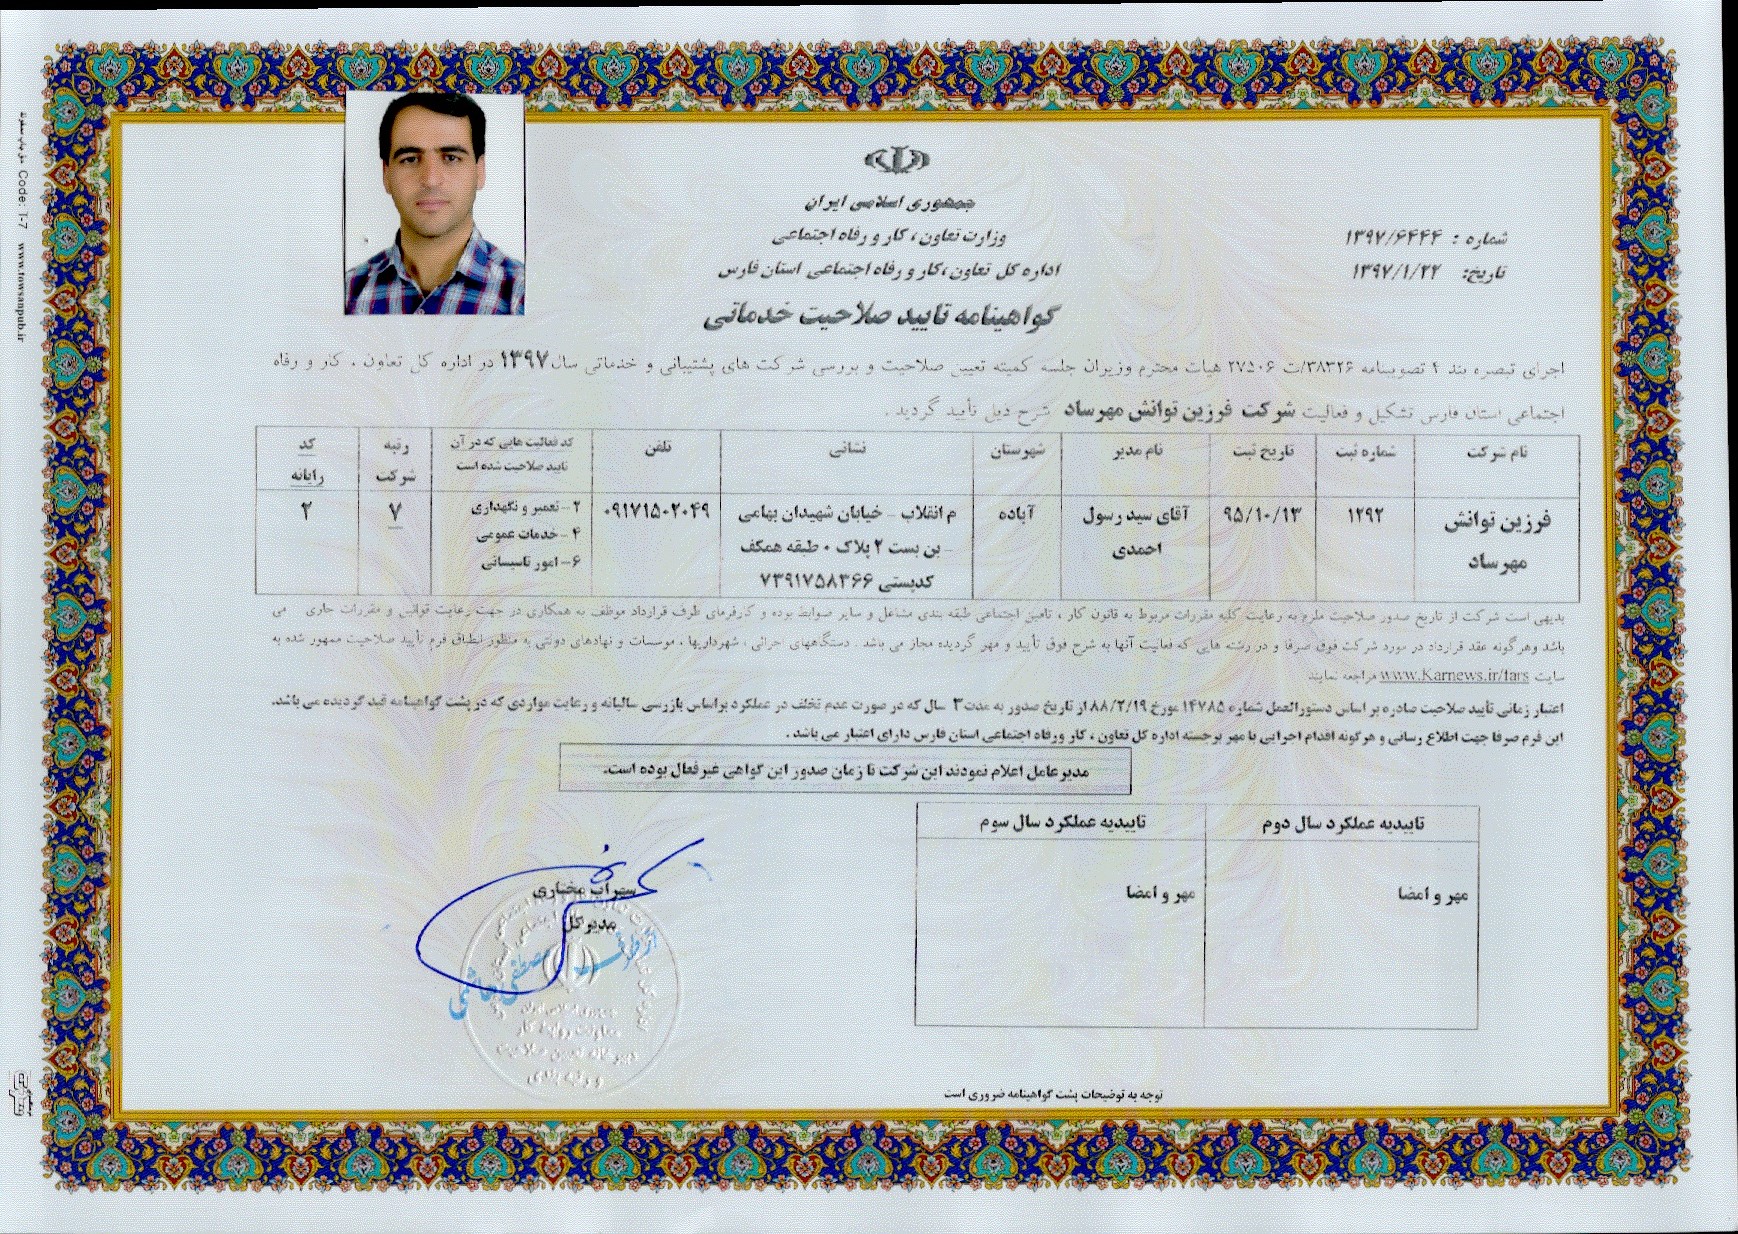 جمهوری اسلامی ایران
وزارت تعاون، کار و رفاه اجتماعی
اداره کل تعاون، کار و رفاه اجتماعی استان فارس
گواهینامه تایید صلاحیت خدماتی
شماره : ۱۳۹۷/۶۴۴۴
تاریخ: ۱۳۹۷/۱/۲۲
اجرای تبصره بند ۴ تصویبنامه ۳۸۳۲۶/ت ۲۷۵۰۶ هیات محترم وزیران جلسه کمیته تعیین صلاحیت و بررسی شرکت های پشتیبانی و خدماتی سال ۱۳۹۷ در اداره کل تعاون ، کار و رفاه
اجتماعی استان فارس تشکیل و فعالیت شرکت فرزین توانش مهرساد شرح ذیل تأیید گردید .
نام شرکت شماره ثبت تاریخ ثبت نام مدیر شهرستان نشانی تلفن کد فعالیت هایی که در آن رتبه کد
تایید صلاحیت شده است شرکت رایانه
فرزین توانش ۱۲۹۲ ۹۵/۱۰/۱۳ آقای سید رسول آباده م انقلاب - خیابان شهیدان بهامی ۰۹۱۷۱۵۰۲۰۴۹ ۲- تعمیر و نگهداری ۷ ۲
مهرساد احمدی - بن بست ۲ پلاک ۰ طبقه همکف ۴- خدمات عمومی
کدپستی ۷۳۹۱۷۵۸۳۶۶ ۶- امور تاسیساتی
بدیهی است شرکت از تاریخ صدور صلاحیت ملزم به رعایت کلیه مقررات مربوط به قانون کار ، تامین اجتماعی طبقه بندی مشاغل و سایر ضوابط بوده و کارفرمای طرف قرارداد موظف به همکاری در جهت رعایت قوانین و مقررات جاری می
باشد وهرگونه عقد قرارداد در مورد شرکت فوق صرفا و در رشته هایی که فعالیت آنها به شرح فوق تأیید و مهر گردیده مجاز می باشد . دستگاههای اجرائی ، شهرداریها ، موسسات و نهادهای دولتی به منظور انطباق فرم تأیید صلاحیت ممهور شده به
سایت www.Karnews.ir/fars مراجعه نمایند
اعتبار زمانی تأیید صلاحیت صادره بر اساس دستورالعمل شماره ۱۴۷۸۵ مورخ ۸۸/۲/۱۹ از تاریخ صدور به مدت ۳ سال که در صورت عدم تخلف در عملکرد براساس بازرسی سالیانه و رعایت مواردی که در پشت گواهینامه قید گردیده می باشد.
این فرم صرفا جهت اطلاع رسانی و هرگونه اقدام اجرایی با مهر برجسته اداره کل تعاون ، کار ورفاه اجتماعی استان فارس دارای اعتبار می باشد .
مدیرعامل اعلام نمودند این شرکت تا زمان صدور این گواهی غیرفعال بوده است.
تاییدیه عملکرد سال دوم تاییدیه عملکرد سال سوم
مهر و امضا مهر و امضا
سهراب مختاری
مدیرکل
از طرف مصطفی هاشمی
معاونت روابط کار
دبیرخانه تعیین صلاحیت
و رتبه بندی
توجه به توضیحات پشت گواهینامه ضروری است
Code: T-7 www.towsanpub.ir